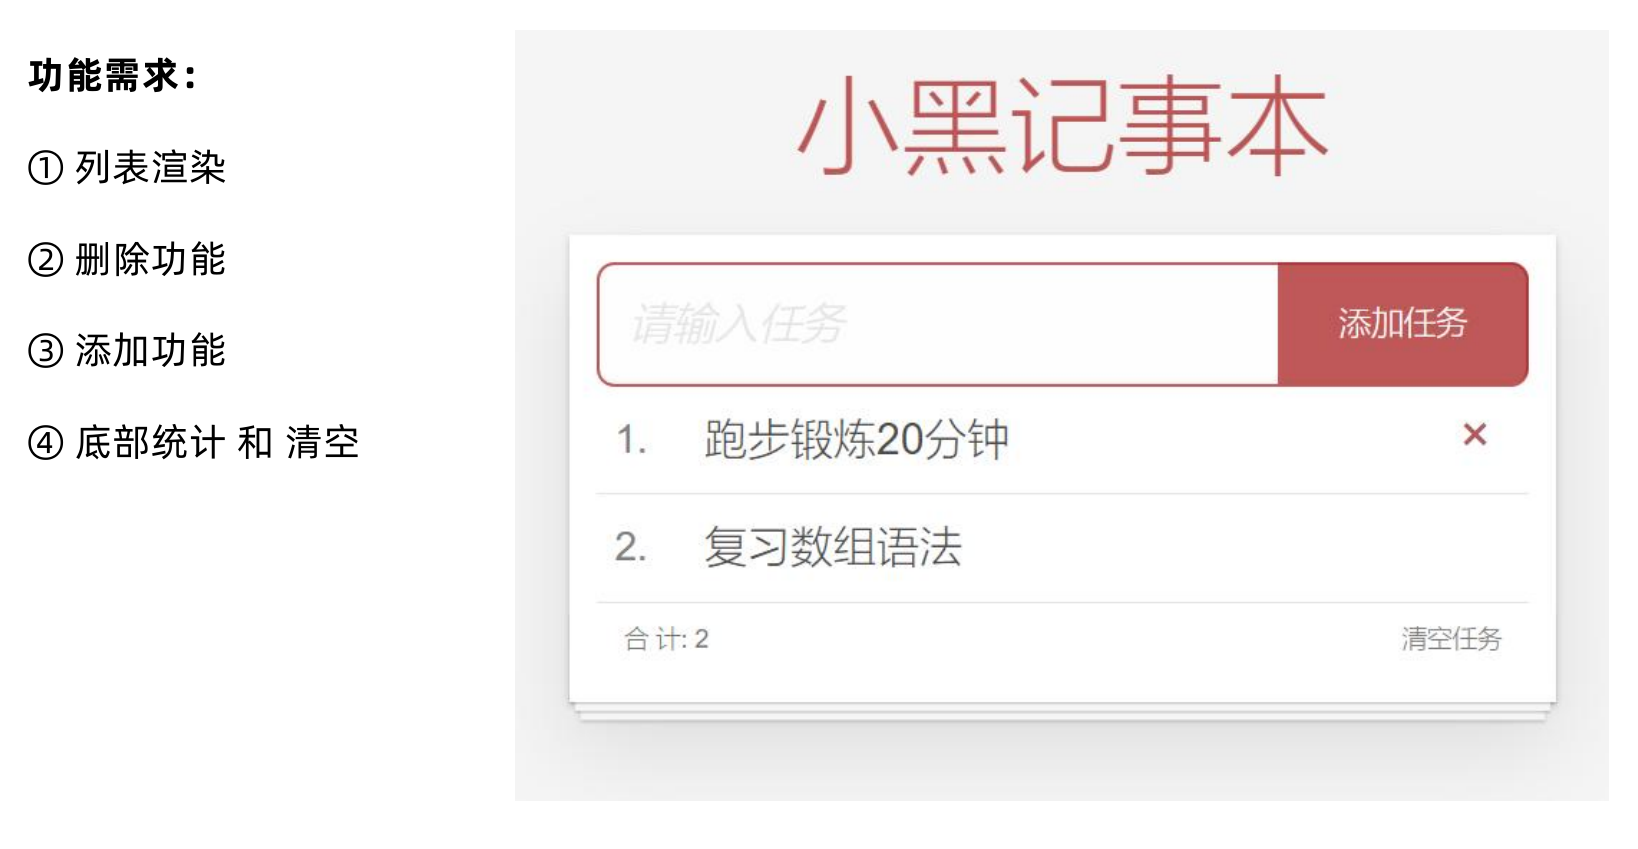 功能需求：
① 列表渲染
② 删除功能
③ 添加功能
④ 底部统计 和 清空
小黑记事本
请输入任务
添加任务
1. 跑步锻炼20分钟 ×
2. 复习数组语法
合 计: 2
清空任务